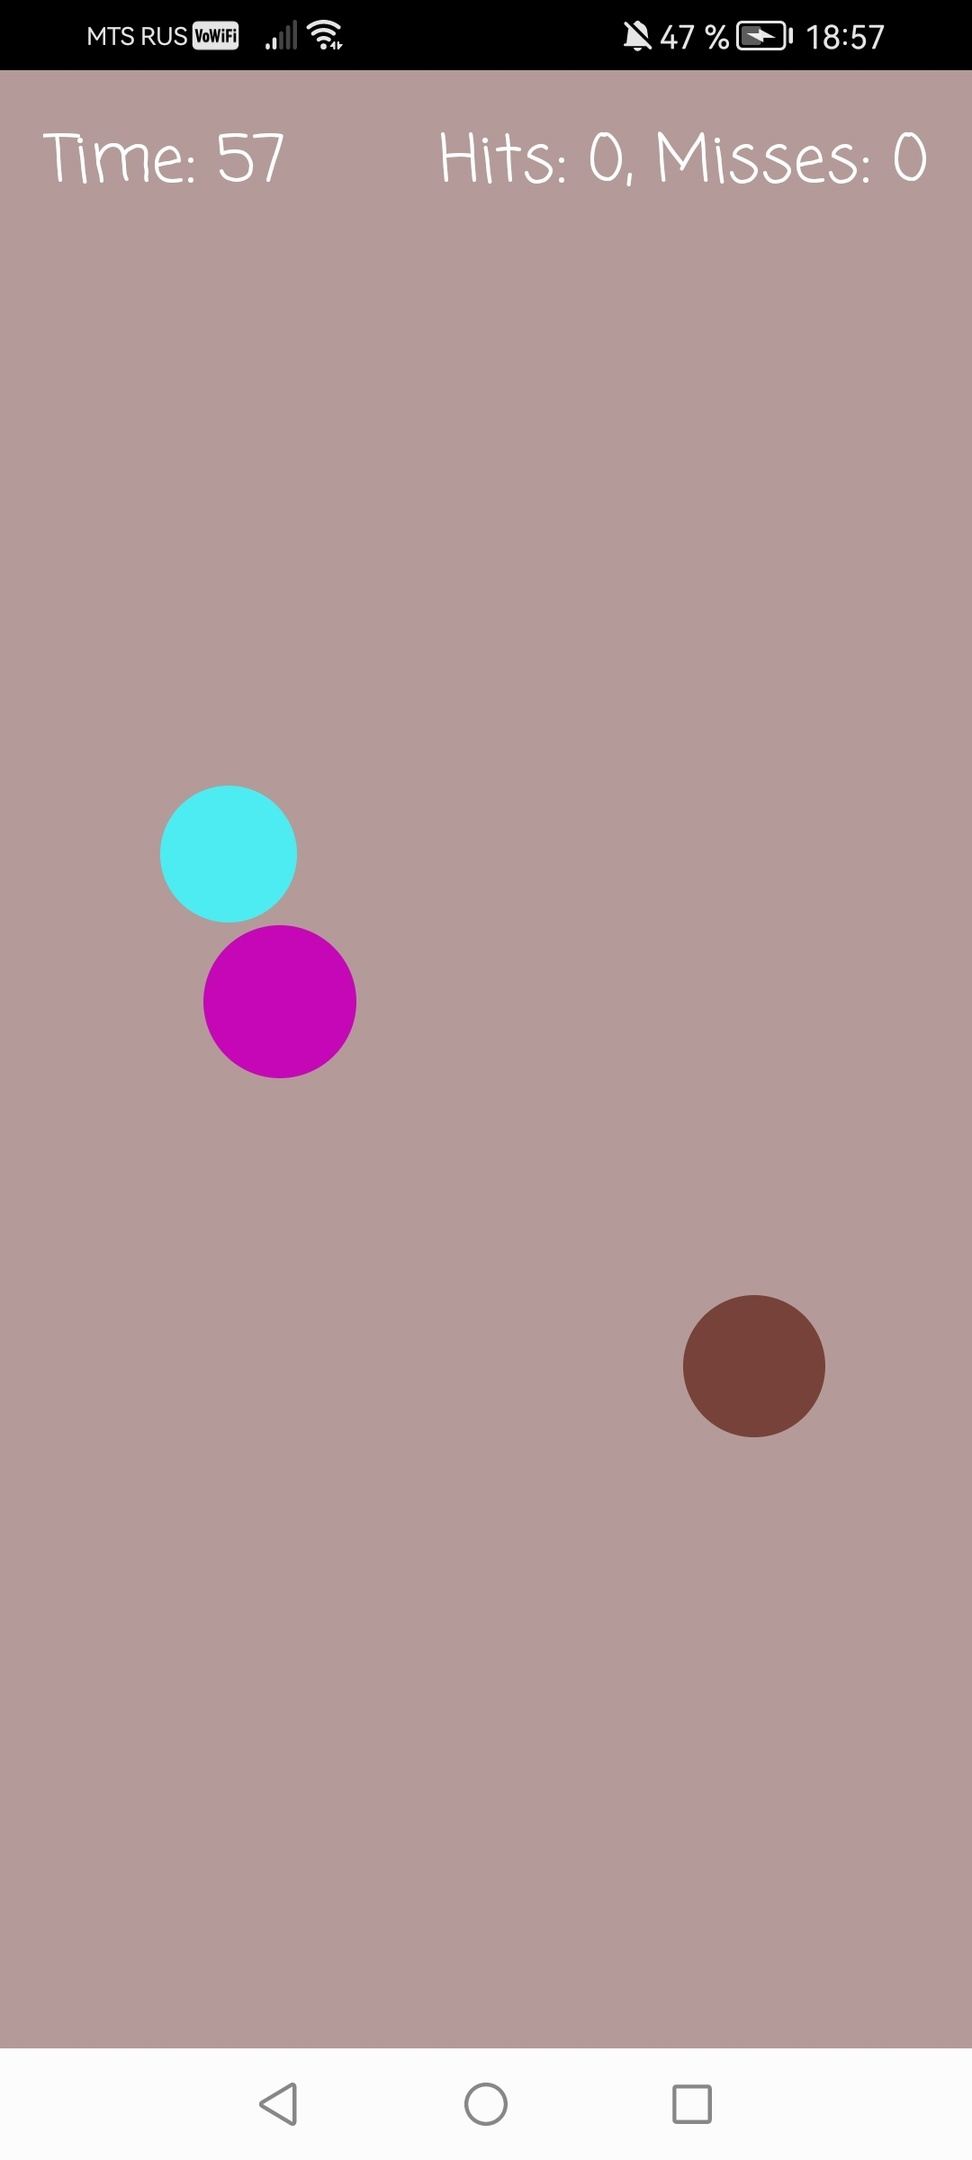 MTS RUS VoWiFi 47 % 18:57
Time: 57 Hits: 0, Misses: 0